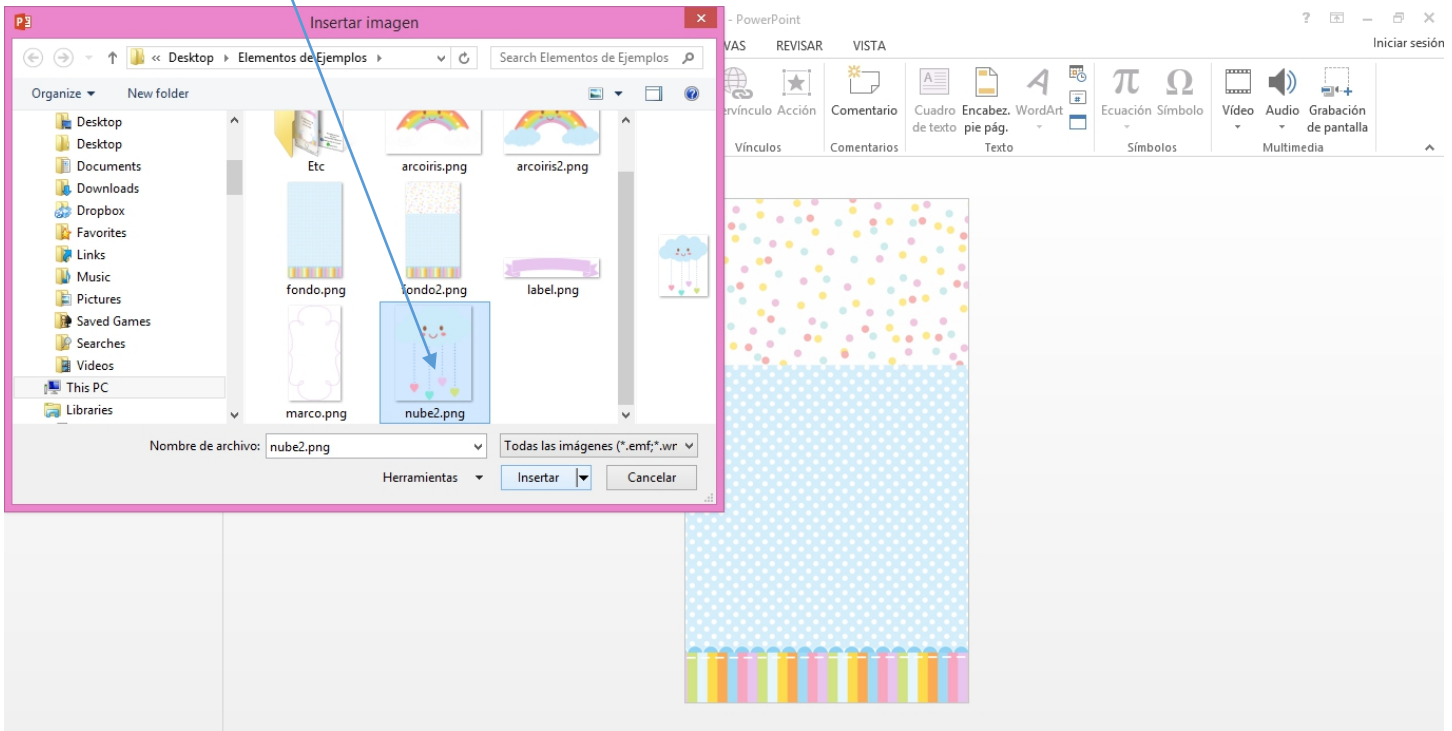 Insertar imagen
- PowerPoint
Iniciar sesión
« Desktop Elementos de Ejemplos
Search Elementos de Ejemplos
Organize
New folder
Desktop
Desktop
Documents
Downloads
Dropbox
Favorites
Links
Music
Pictures
Saved Games
Searches
Videos
This PC
Libraries
Etc
arcoiris.png
arcoiris2.png
fondo.png
fondo2.png
label.png
marco.png
nube2.png
Nombre de archivo: nube2.png
Todas las imágenes (*.emf;*.wr
Herramientas
Insertar
Cancelar
VAS REVISAR VISTA
ervínculo Acción
Vínculos
Comentario
Comentarios
Cuadro de texto
Encabez. pie pág.
WordArt
Texto
Ecuación Símbolo
Símbolos
Vídeo Audio Grabación de pantalla
Multimedia